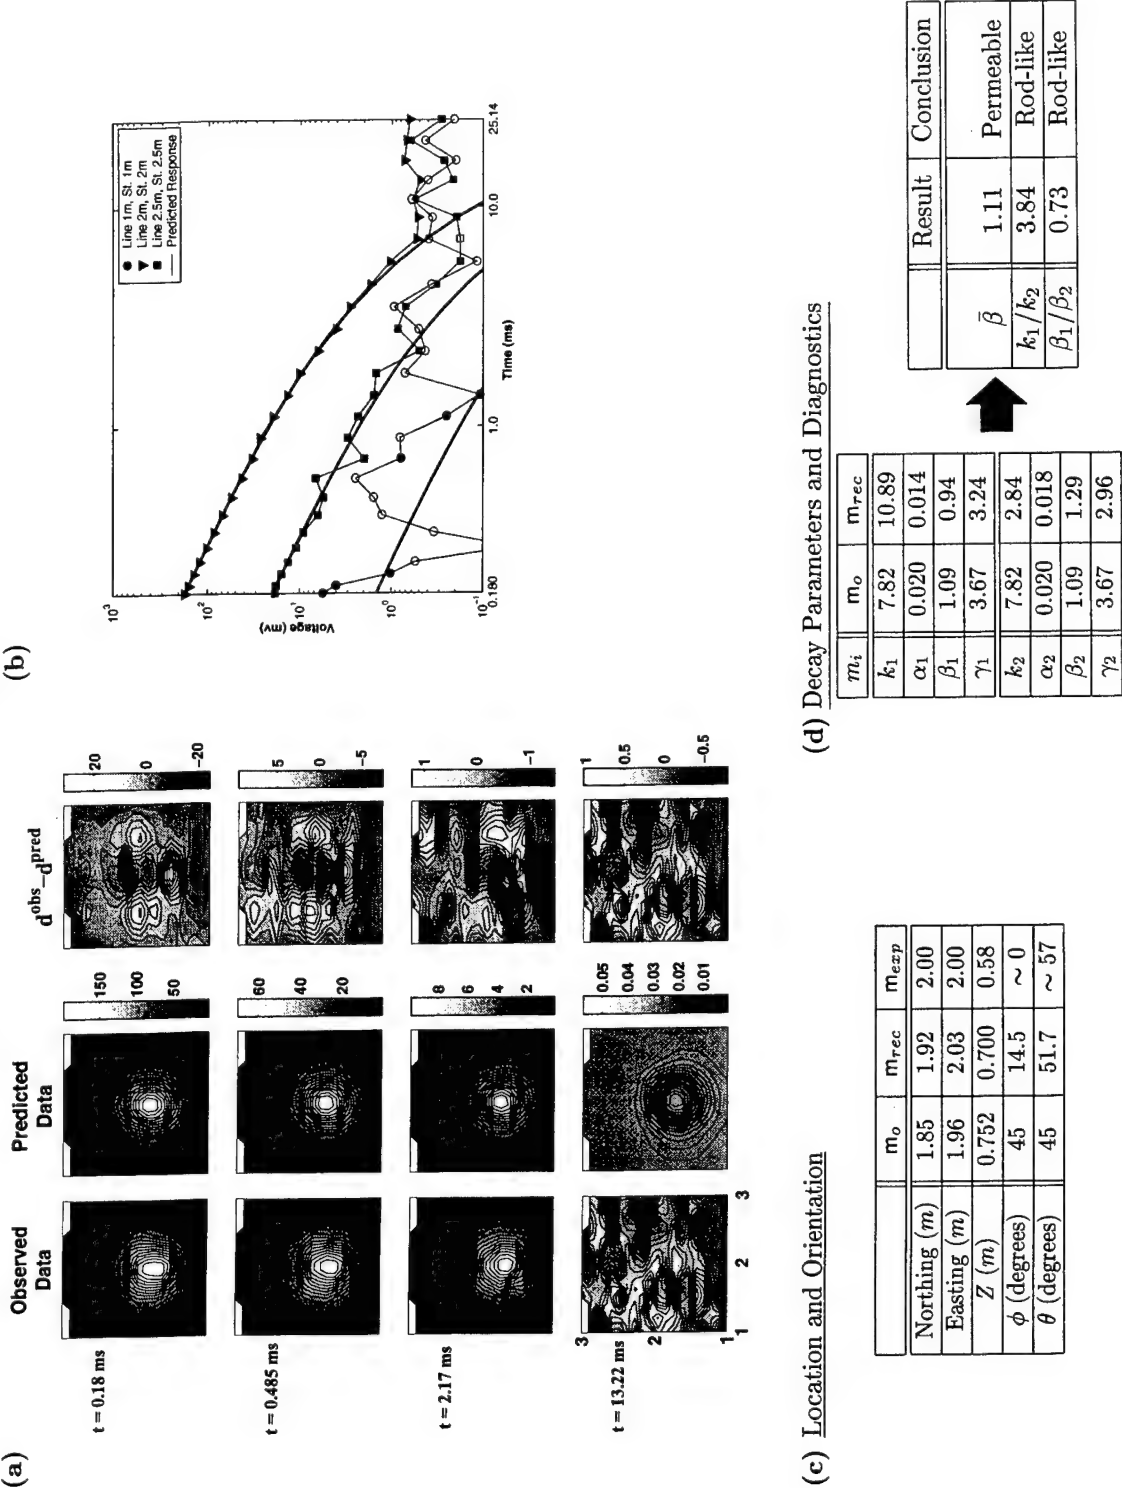 (a)
Observed Data
Predicted Data
d^obs–d^pred
t = 0.18 ms
150
100
50
20
0
–20
t = 0.485 ms
60
40
20
5
0
–5
t = 2.17 ms
8
6
4
2
1
0
–1
t = 13.22 ms
3
2
1
1
2
3
0.05
0.04
0.03
0.02
0.01
1
0.5
0
–0.5
(b)
Voltage (mv)
10^3
10^2
10^1
10^0
10^-1
0.180
1.0
10.0
25.14
Time (ms)
Line 1m, St. 1m
Line 2m, St. 2m
Line 2.5m, St. 2.5m
Predicted Response
(c) Location and Orientation
m_o m_rec m_exp
Northing (m) 1.85 1.92 2.00
Easting (m) 1.96 2.03 2.00
Z (m) 0.752 0.700 0.58
ϕ (degrees) 45 14.5 ~ 0
θ (degrees) 45 51.7 ~ 57
(d) Decay Parameters and Diagnostics
m_i m_o m_rec
k_1 7.82 10.89
α_1 0.020 0.014
β_1 1.09 0.94
γ_1 3.67 3.24
k_2 7.82 2.84
α_2 0.020 0.018
β_2 1.09 1.29
γ_2 3.67 2.96
Result Conclusion
β̄ 1.11 Permeable
k_1/k_2 3.84 Rod-like
β_1/β_2 0.73 Rod-like